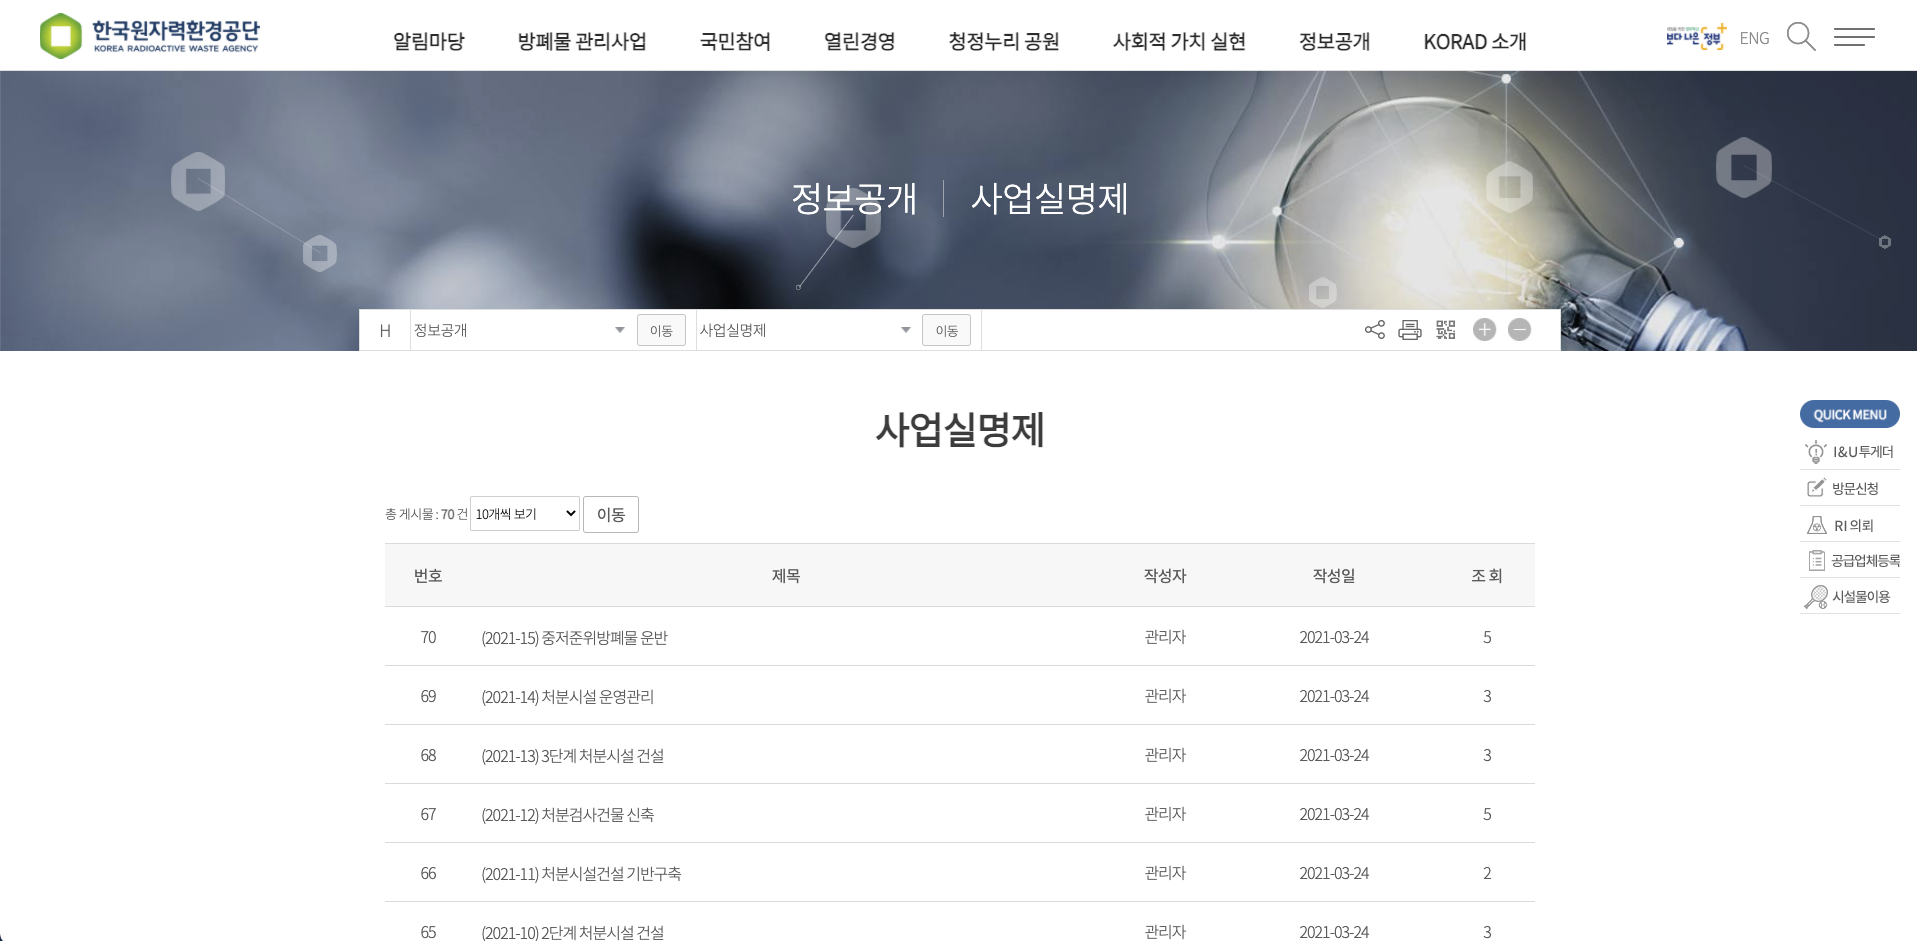 한국원자력환경공단
KOREA RADIOACTIVE WASTE AGENCY
알림마당 방폐물 관리사업 국민참여 열린경영 청정누리 공원 사회적 가치 실현 정보공개 KORAD 소개
보다 나은 정부 ENG
정보공개 사업실명제
H 정보공개 이동 사업실명제 이동
사업실명제
QUICK MENU
I&U투게더
방문신청
RI 의뢰
공급업체등록
시설물이용
총 게시물 : 70 건 10개씩 보기 이동
번호 제목 작성자 작성일 조 회
70 (2021-15) 중저준위방폐물 운반 관리자 2021-03-24 5
69 (2021-14) 처분시설 운영관리 관리자 2021-03-24 3
68 (2021-13) 3단계 처분시설 건설 관리자 2021-03-24 3
67 (2021-12) 처분검사건물 신축 관리자 2021-03-24 5
66 (2021-11) 처분시설건설 기반구축 관리자 2021-03-24 2
65 (2021-10) 2단계 처분시설 건설 관리자 2021-03-24 3